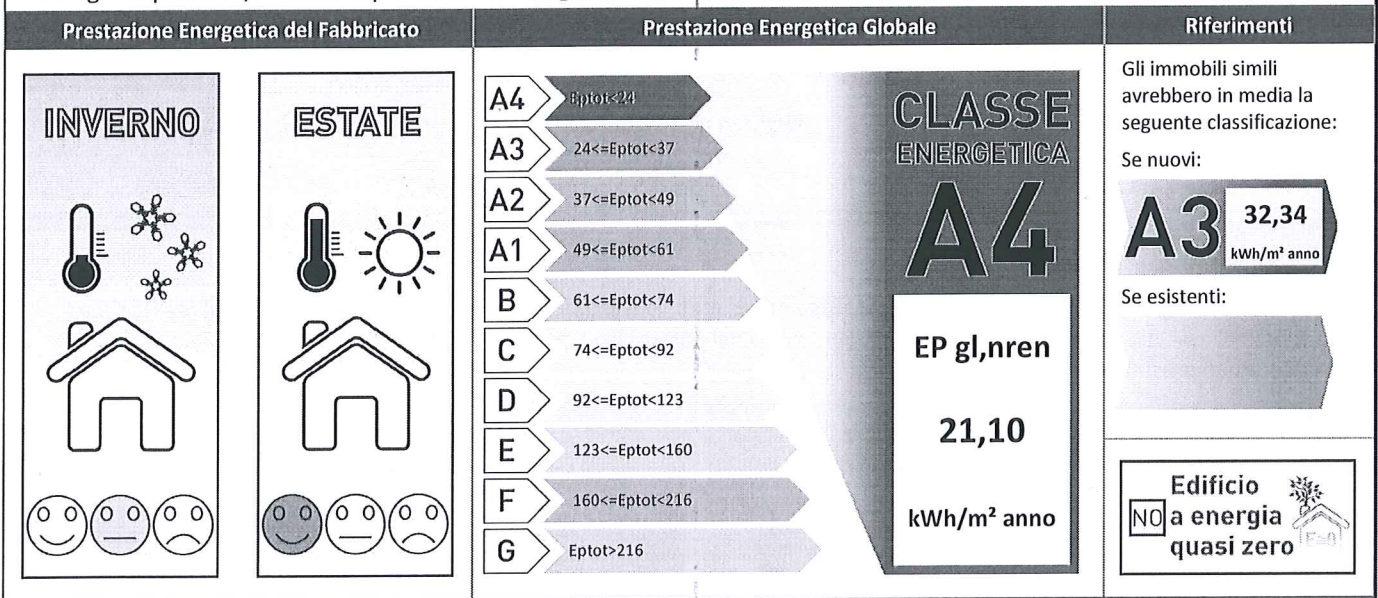 Prestazione Energetica del Fabbricato
Prestazione Energetica Globale
Riferimenti
INVERNO
ESTATE
A4 Eptot<24
A3 24<=Eptot<37
A2 37<=Eptot<49
A1 49<=Eptot<61
B 61<=Eptot<74
C 74<=Eptot<92
D 92<=Eptot<123
E 123<=Eptot<160
F 160<=Eptot<216
G Eptot>216
CLASSE
ENERGETICA
A4
EP gl,nren
21,10
kWh/m² anno
Gli immobili simili
avrebbero in media la
seguente classificazione:
Se nuovi:
A3 32,34
kWh/m² anno
Se esistenti:
Edificio
NO a energia
quasi zero
E=0